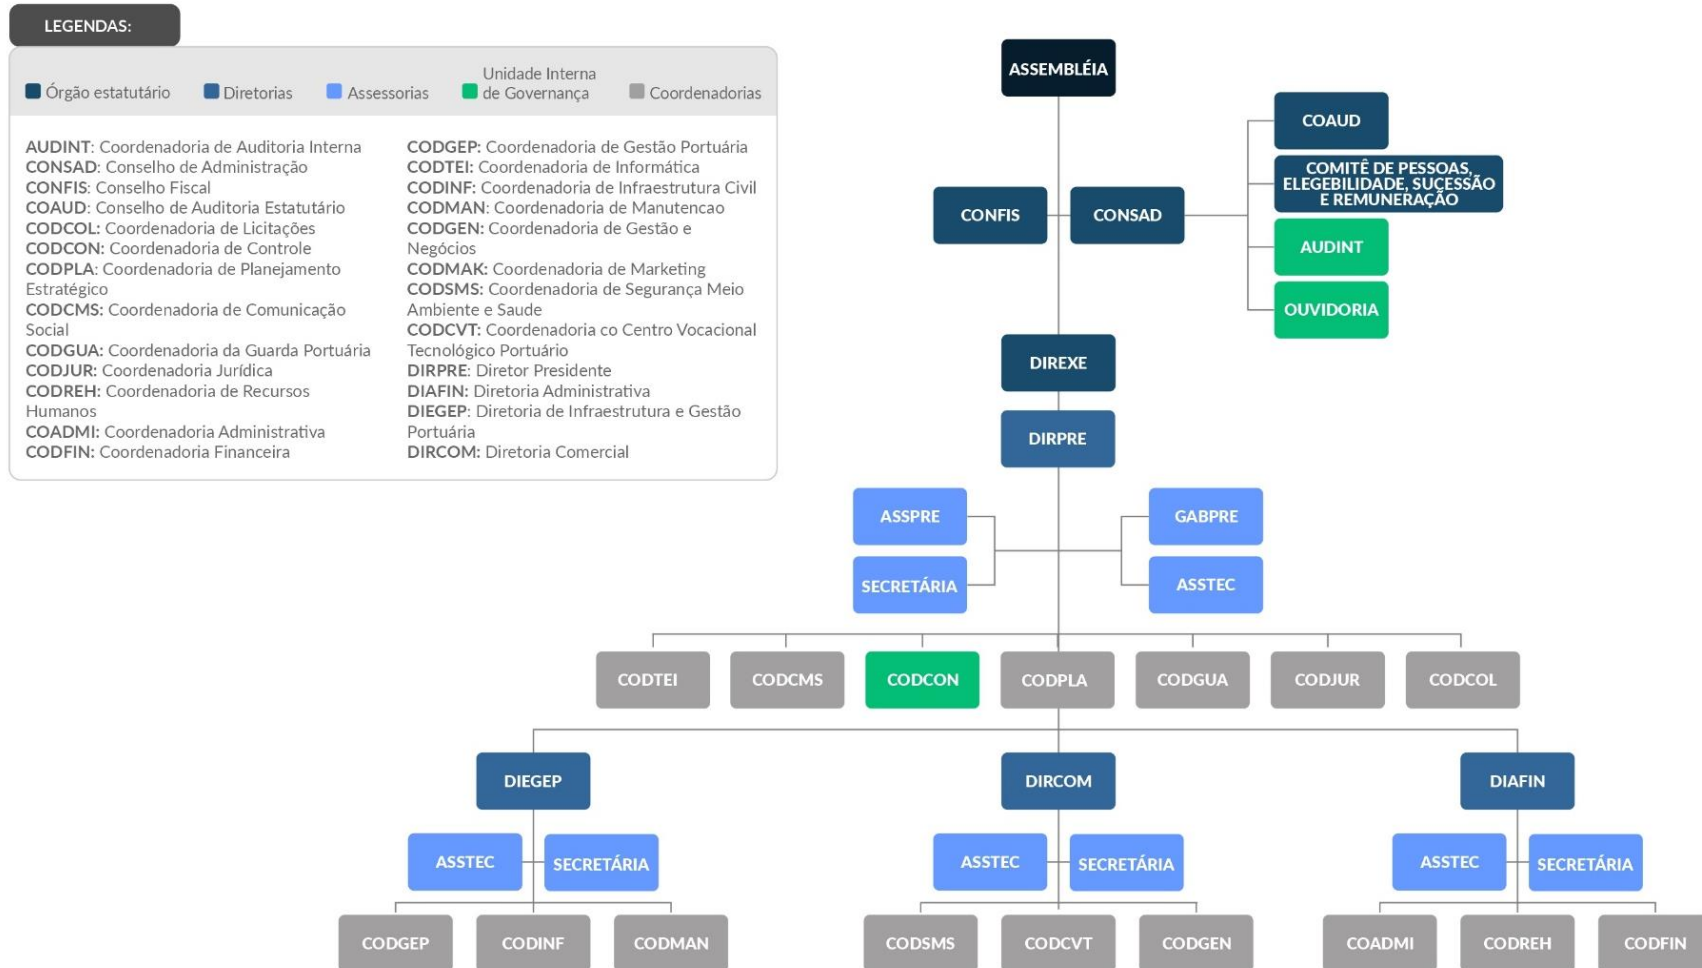 LEGENDAS:
Órgão estatutário
Diretorias
Assessorias
Unidade Interna
de Governança
Coordenadorias
AUDINT: Coordenadoria de Auditoria Interna
CONSAD: Conselho de Administração
CONFIS: Conselho Fiscal
COAUD: Conselho de Auditoria Estatutário
CODCOL: Coordenadoria de Licitações
CODCON: Coordenadoria de Controle
CODPLA: Coordenadoria de Planejamento
Estratégico
CODCMS: Coordenadoria de Comunicação
Social
CODGUA: Coordenadoria da Guarda Portuária
CODJUR: Coordenadoria Jurídica
CODREH: Coordenadoria de Recursos
Humanos
COADMI: Coordenadoria Administrativa
CODFIN: Coordenadoria Financeira
CODGEP: Coordenadoria de Gestão Portuária
CODTEI: Coordenadoria de Informática
CODINF: Coordenadoria de Infraestrutura Civil
CODMAN: Coordenadoria de Manutencao
CODGEN: Coordenadoria de Gestão e
Negócios
CODMAK: Coordenadoria de Marketing
CODSMS: Coordenadoria de Segurança Meio
Ambiente e Saude
CODCVT: Coordenadoria co Centro Vocacional
Tecnológico Portuário
DIRPRE: Diretor Presidente
DIAFIN: Diretoria Administrativa
DIEGEP: Diretoria de Infraestrutura e Gestão
Portuária
DIRCOM: Diretoria Comercial
ASSEMBLÉIA
COAUD
COMITÊ DE PESSOAS,
ELEGEBILIDADE, SUCESSÃO
E REMUNERAÇÃO
CONFIS
CONSAD
AUDINT
OUVIDORIA
DIREXE
DIRPRE
ASSPRE
GABPRE
SECRETÁRIA
ASSTEC
CODTEI
CODCMS
CODCON
CODPLA
CODGUA
CODJUR
CODCOL
DIEGEP
DIRCOM
DIAFIN
ASSTEC
SECRETÁRIA
ASSTEC
SECRETÁRIA
ASSTEC
SECRETÁRIA
CODGEP
CODINF
CODMAN
CODSMS
CODCVT
CODGEN
COADMI
CODREH
CODFIN